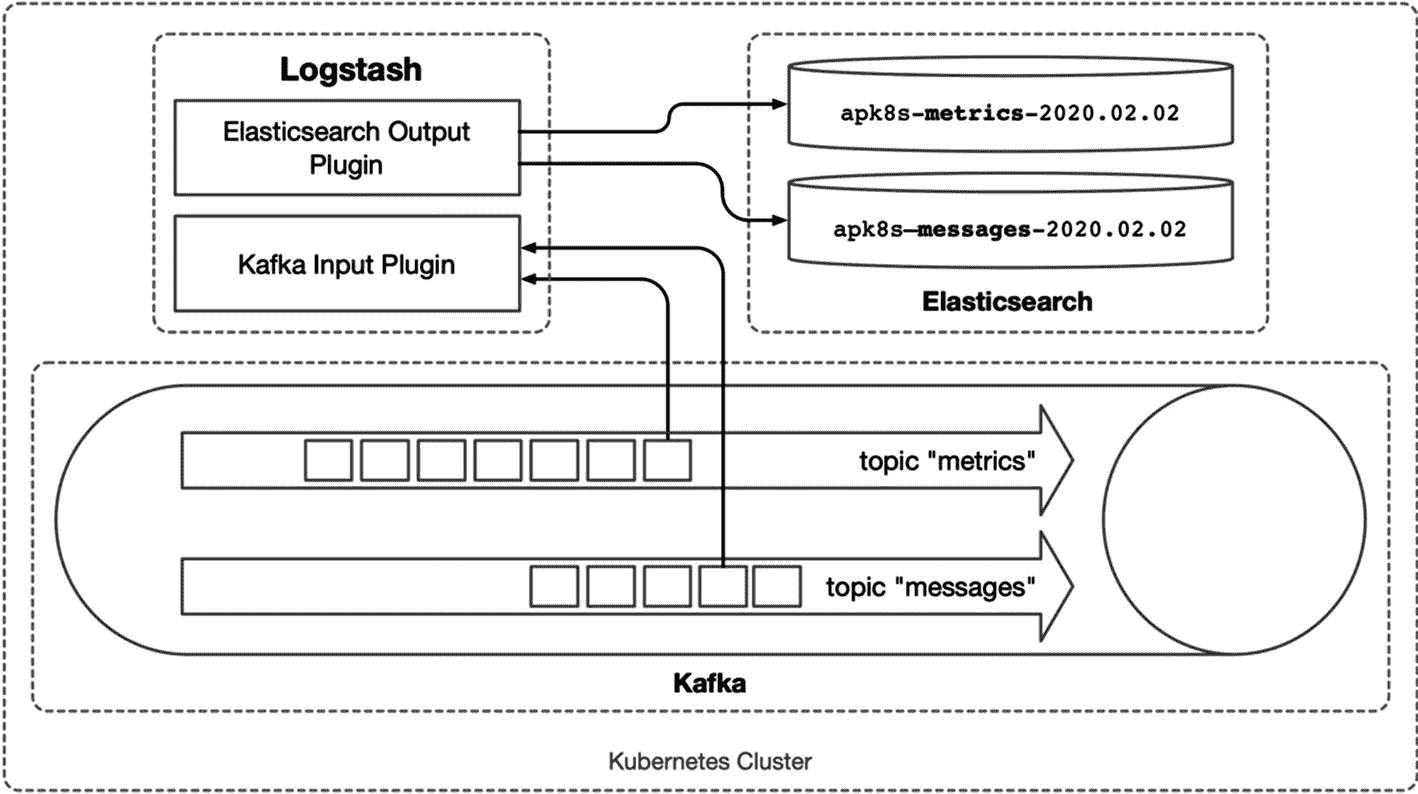 Logstash
Elasticsearch Output
Plugin
Kafka Input Plugin
apk8s-metrics-2020.02.02
apk8s–messages-2020.02.02
Elasticsearch
topic "metrics"
topic "messages"
Kafka
Kubernetes Cluster